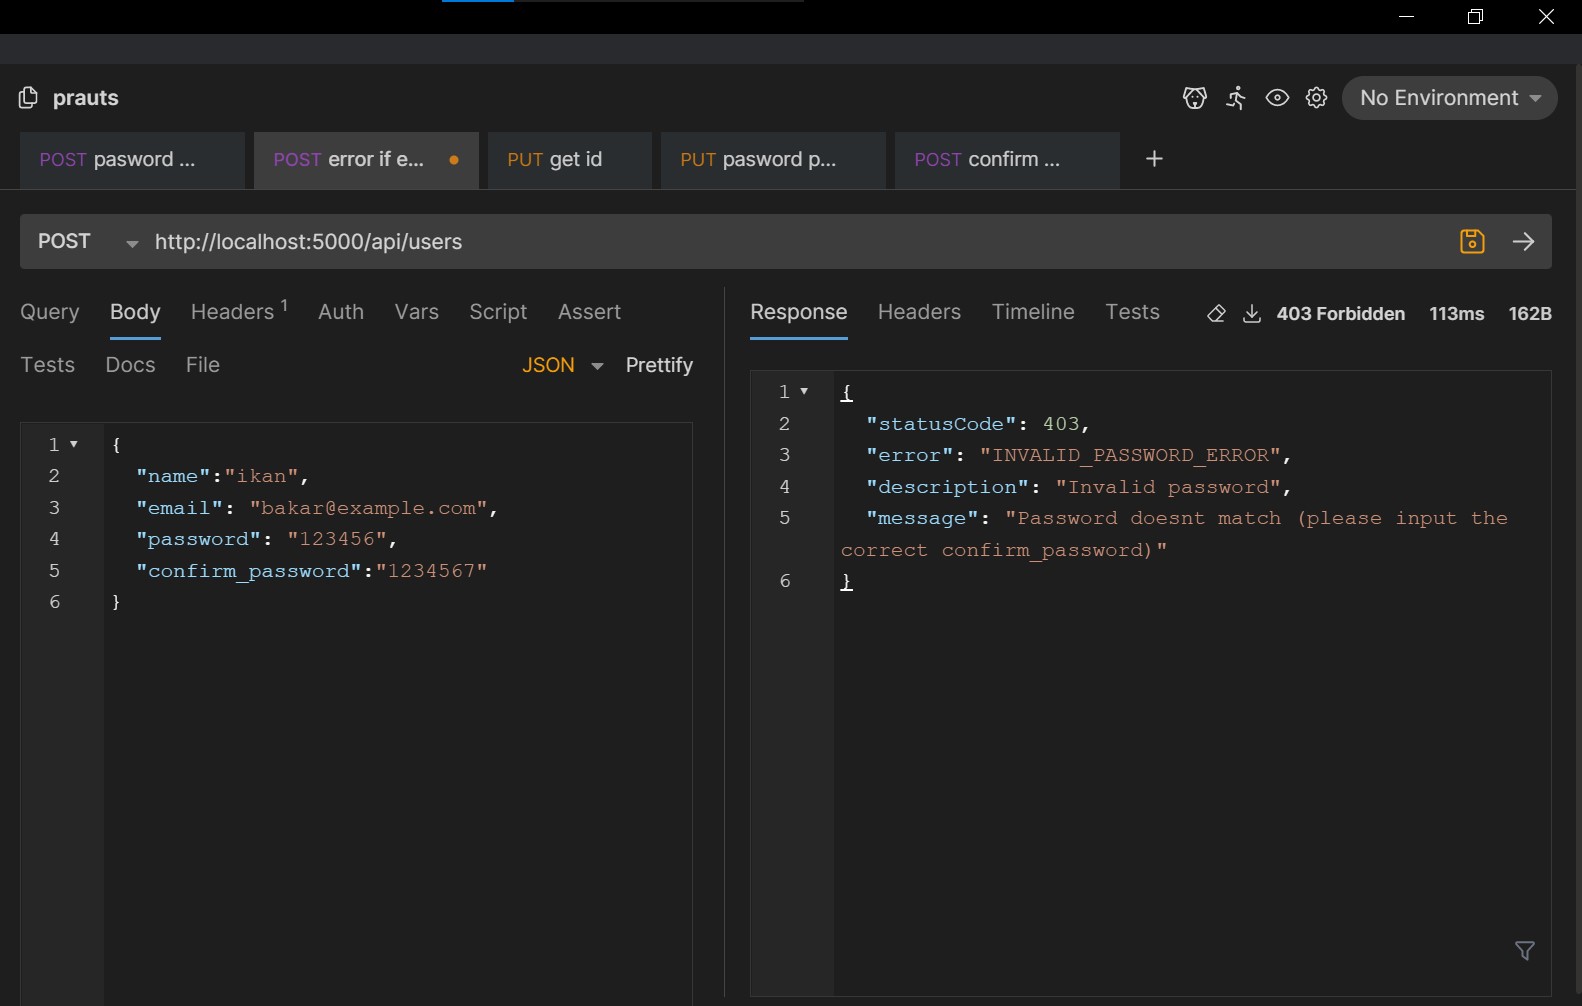 prauts
No Environment
POST pasword ...
POST error if e...
PUT get id
PUT pasword p...
POST confirm ...
+
POST http://localhost:5000/api/users
Query Body Headers 1 Auth Vars Script Assert
Tests Docs File JSON Prettify
1 {
2 "name":"ikan",
3 "email": "bakar@example.com",
4 "password": "123456",
5 "confirm_password":"1234567"
6 }
Response Headers Timeline Tests 403 Forbidden 113ms 162B
1 {
2 "statusCode": 403,
3 "error": "INVALID_PASSWORD_ERROR",
4 "description": "Invalid password",
5 "message": "Password doesnt match (please input the
correct confirm_password)"
6 }